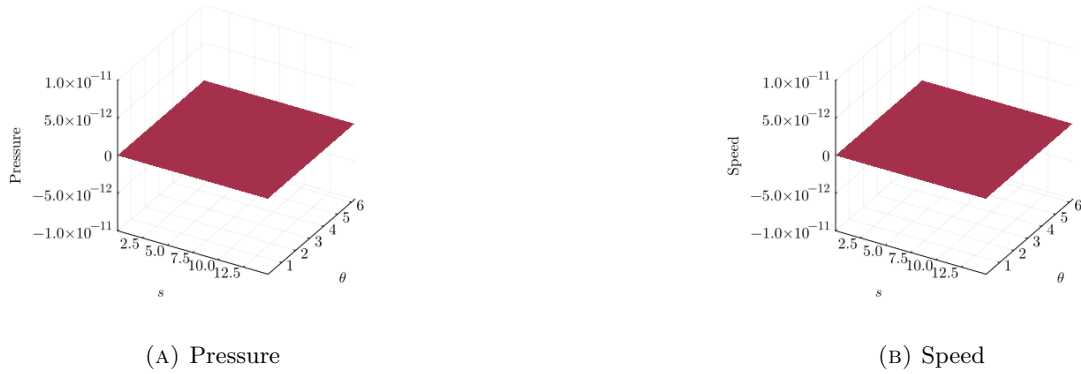 1.0×10⁻¹¹
5.0×10⁻¹²
0
−5.0×10⁻¹²
−1.0×10⁻¹¹
Pressure
2.5 5.0 7.5 10.0 12.5
s
1 2 3 4 5 6
θ
(A) Pressure
1.0×10⁻¹¹
5.0×10⁻¹²
0
−5.0×10⁻¹²
−1.0×10⁻¹¹
Speed
2.5 5.0 7.5 10.0 12.5
s
1 2 3 4 5 6
θ
(B) Speed